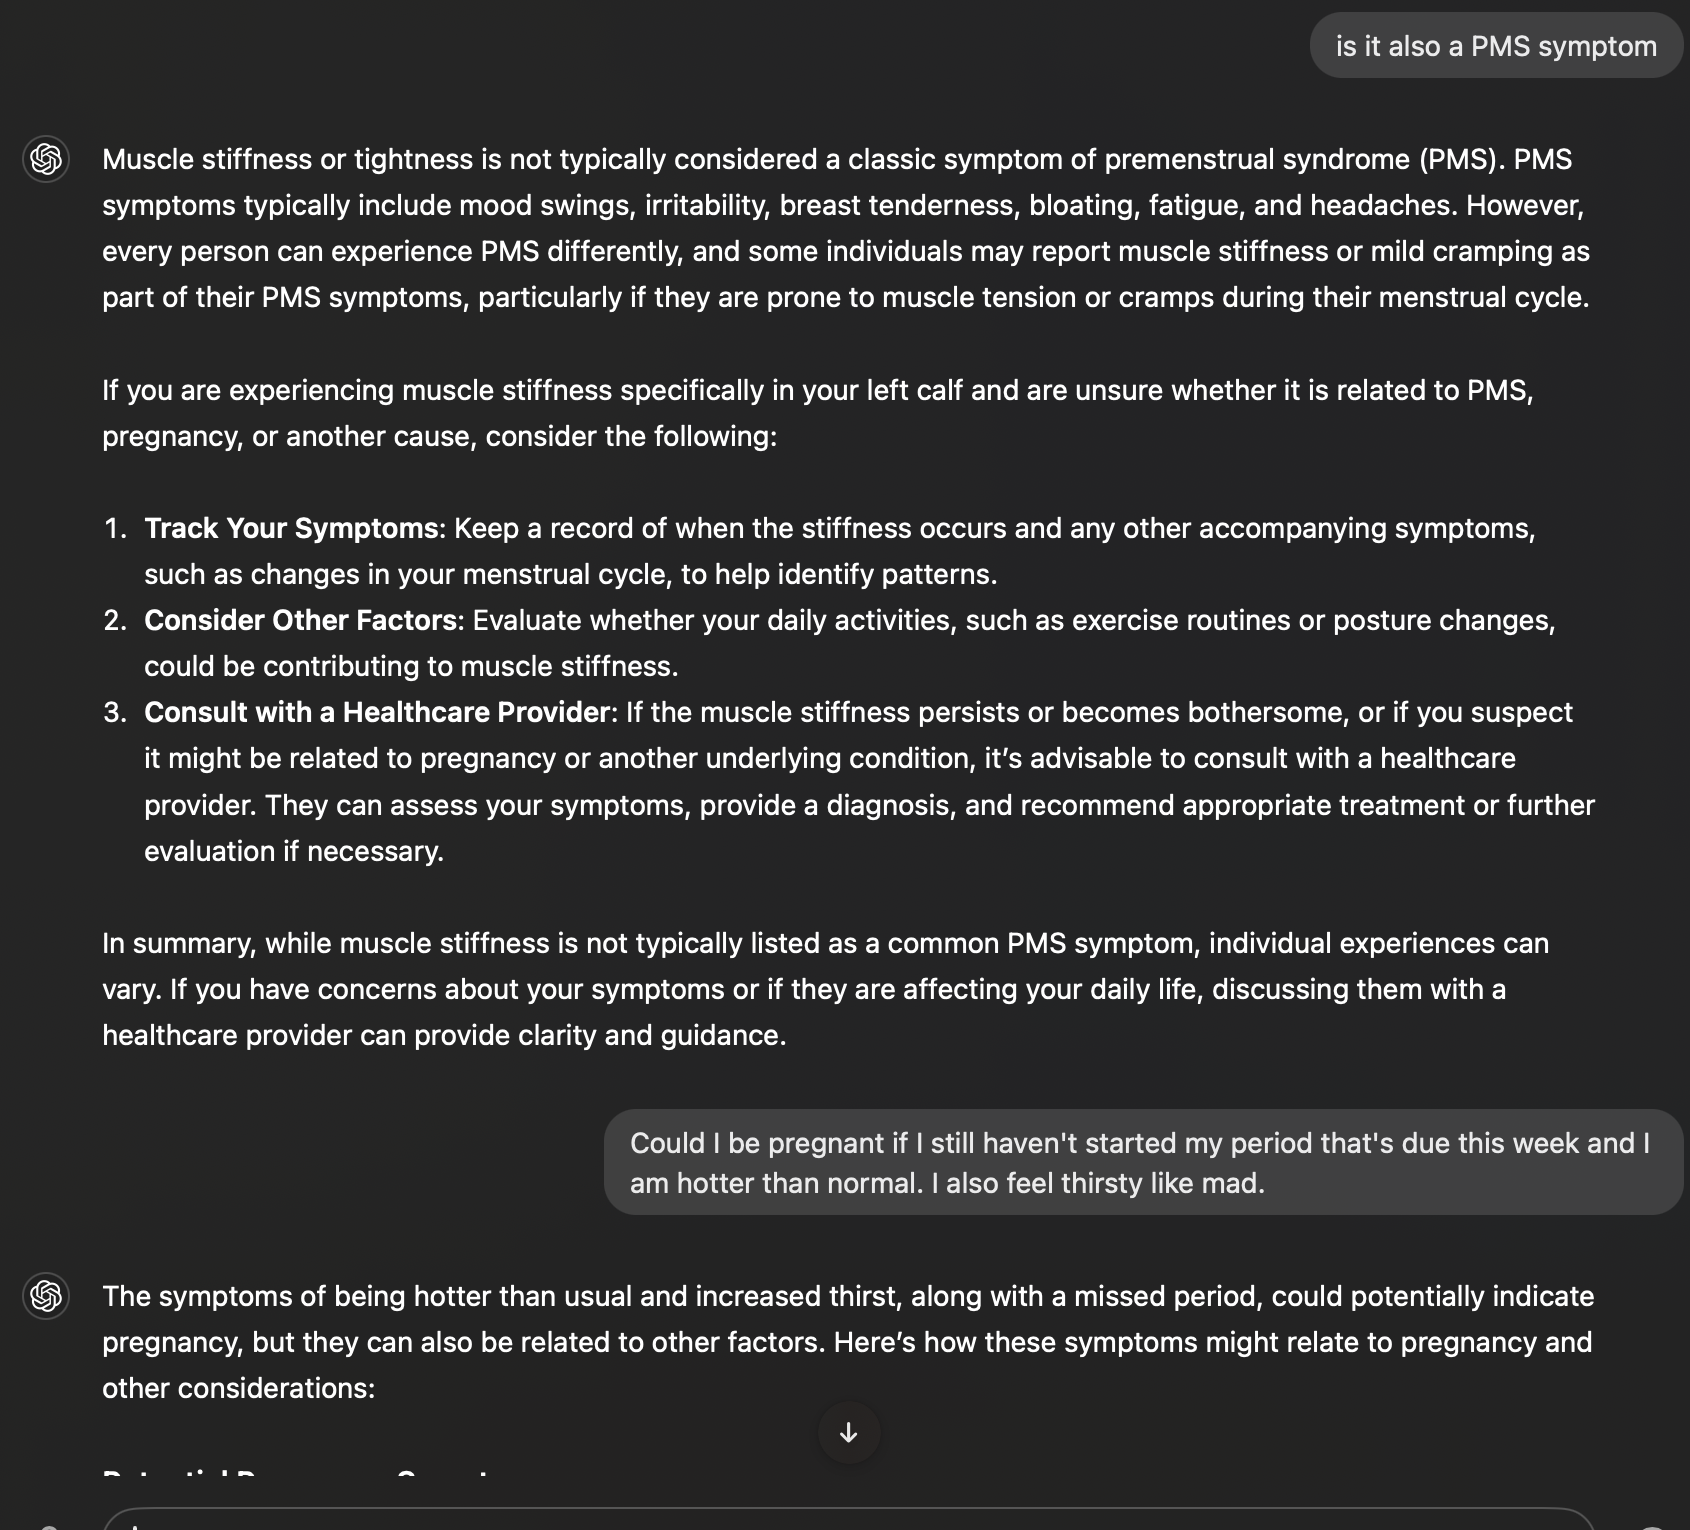 is it also a PMS symptom
Muscle stiffness or tightness is not typically considered a classic symptom of premenstrual syndrome (PMS). PMS
symptoms typically include mood swings, irritability, breast tenderness, bloating, fatigue, and headaches. However,
every person can experience PMS differently, and some individuals may report muscle stiffness or mild cramping as
part of their PMS symptoms, particularly if they are prone to muscle tension or cramps during their menstrual cycle.
If you are experiencing muscle stiffness specifically in your left calf and are unsure whether it is related to PMS,
pregnancy, or another cause, consider the following:
1. Track Your Symptoms: Keep a record of when the stiffness occurs and any other accompanying symptoms,
such as changes in your menstrual cycle, to help identify patterns.
2. Consider Other Factors: Evaluate whether your daily activities, such as exercise routines or posture changes,
could be contributing to muscle stiffness.
3. Consult with a Healthcare Provider: If the muscle stiffness persists or becomes bothersome, or if you suspect
it might be related to pregnancy or another underlying condition, it’s advisable to consult with a healthcare
provider. They can assess your symptoms, provide a diagnosis, and recommend appropriate treatment or further
evaluation if necessary.
In summary, while muscle stiffness is not typically listed as a common PMS symptom, individual experiences can
vary. If you have concerns about your symptoms or if they are affecting your daily life, discussing them with a
healthcare provider can provide clarity and guidance.
Could I be pregnant if I still haven't started my period that's due this week and I
am hotter than normal. I also feel thirsty like mad.
The symptoms of being hotter than usual and increased thirst, along with a missed period, could potentially indicate
pregnancy, but they can also be related to other factors. Here’s how these symptoms might relate to pregnancy and
other considerations: